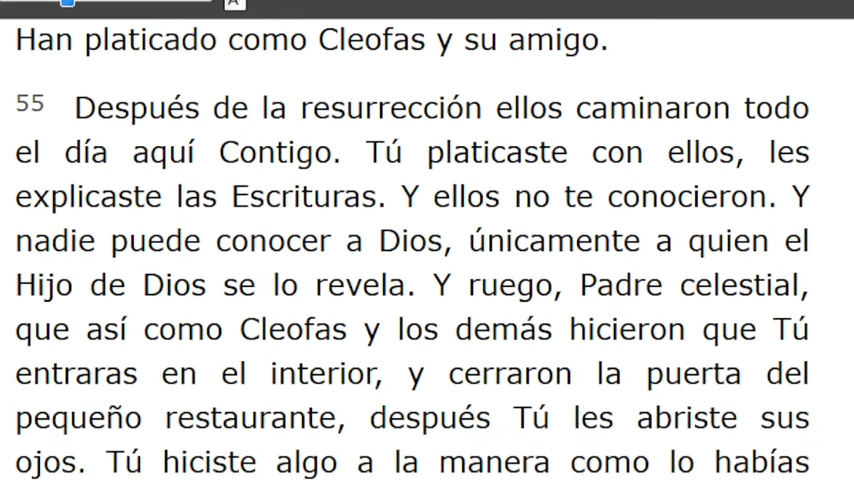 A
Han platicado como Cleofas y su amigo.
55 Después de la resurrección ellos caminaron todo
el día aquí Contigo. Tú platicaste con ellos, les
explicaste las Escrituras. Y ellos no te conocieron. Y
nadie puede conocer a Dios, únicamente a quien el
Hijo de Dios se lo revela. Y ruego, Padre celestial,
que así como Cleofas y los demás hicieron que Tú
entraras en el interior, y cerraron la puerta del
pequeño restaurante, después Tú les abriste sus
ojos. Tú hiciste algo a la manera como lo habías